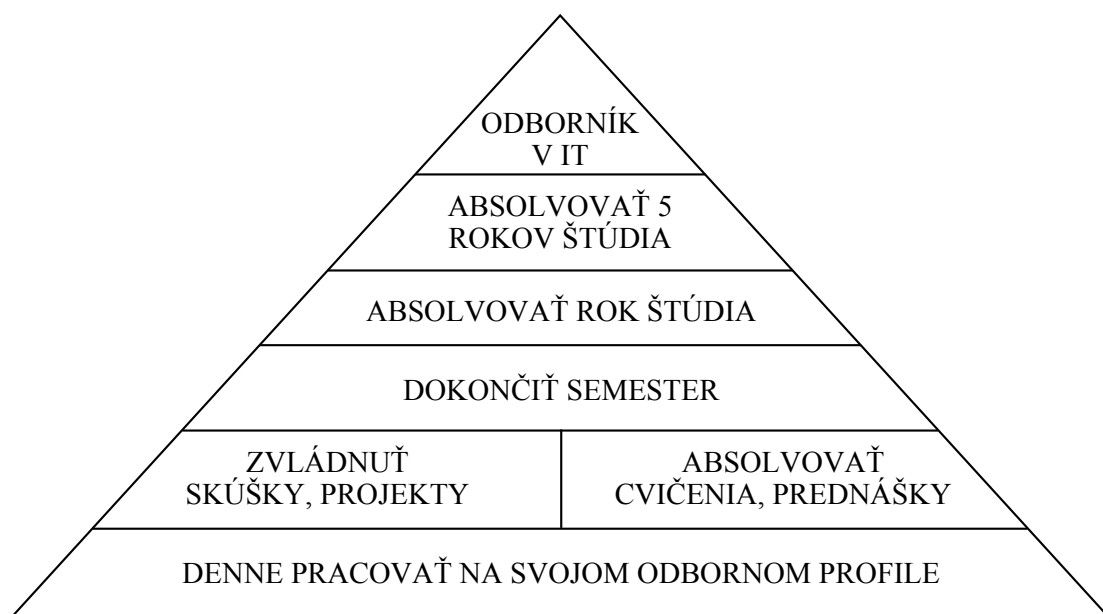 ODBORNÍK
V IT
ABSOLVOVAŤ 5
ROKOV ŠTÚDIA
ABSOLVOVAŤ ROK ŠTÚDIA
DOKONČIŤ SEMESTER
ZVLÁDNUŤ
SKÚŠKY, PROJEKTY
ABSOLVOVAŤ
CVIČENIA, PREDNÁŠKY
DENNE PRACOVAŤ NA SVOJOM ODBORNOM PROFILE